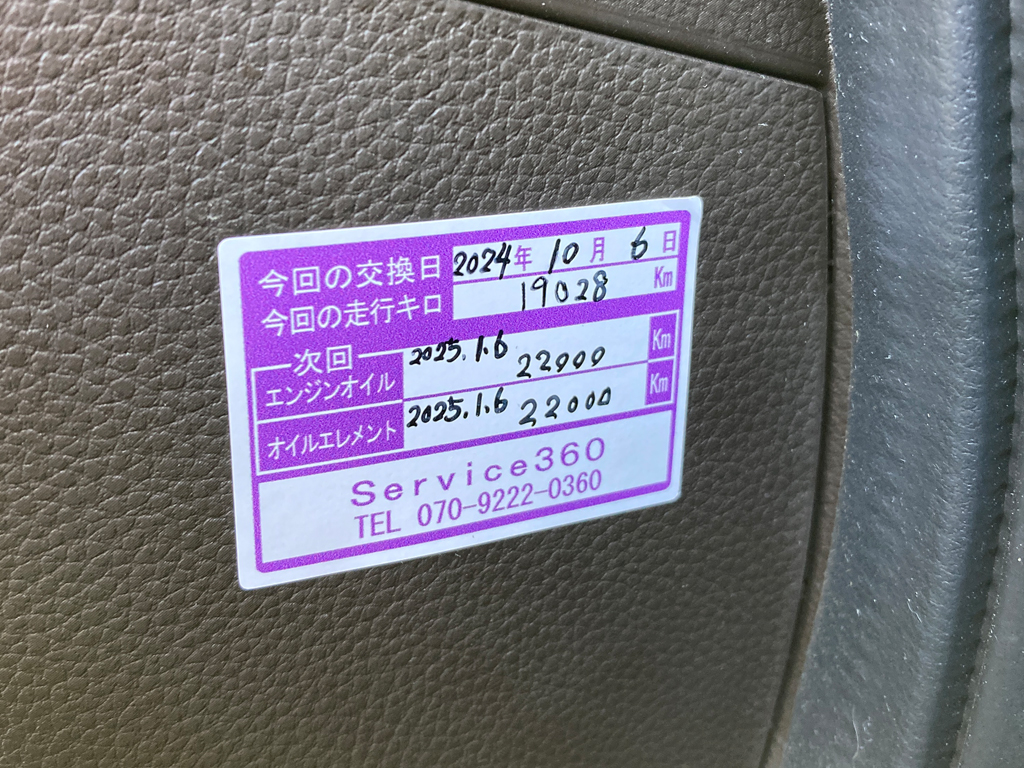 今回の交換日 2024年 10月 6日
今回の走行キロ 19028 Km
次回
エンジンオイル 2025.1.6 22000 Km
オイルエレメント 2025.1.6 22000 Km
Service360
TEL 070-9222-0360